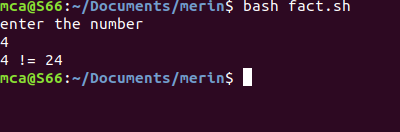 mca@S66:~/Documents/merin$ bash fact.sh
enter the number
4
4 != 24
mca@S66:~/Documents/merin$